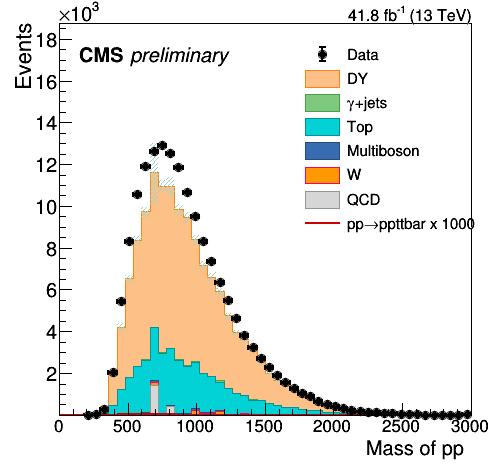 ×10³
41.8 fb⁻¹ (13 TeV)
Events
CMS preliminary
Data
DY
γ+jets
Top
Multiboson
W
QCD
pp→ppttbar x 1000
18
16
14
12
10
8
6
4
2
0 500 1000 1500 2000 2500 3000
Mass of pp